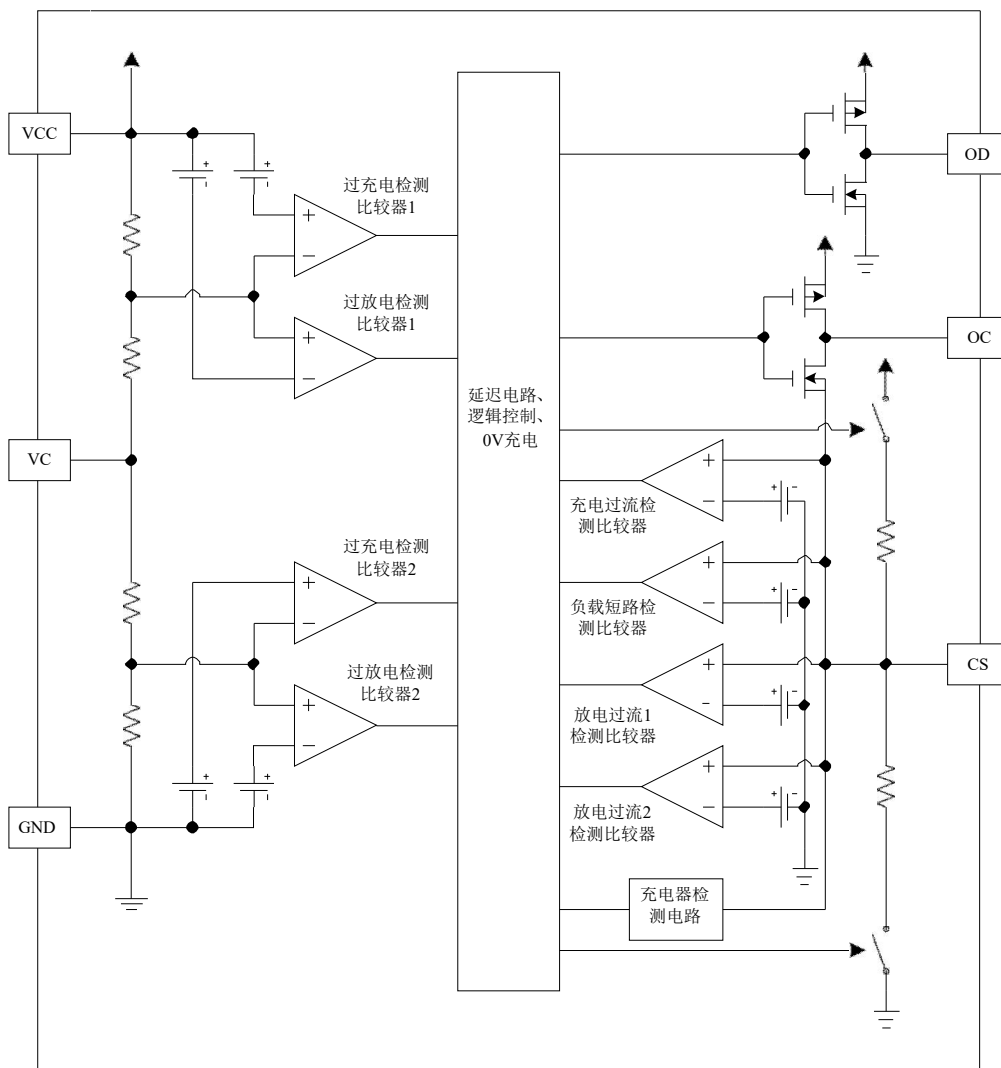 VCC
过充电检测
比较器1
+
−
过放电检测
比较器1
+
−
VC
过充电检测
比较器2
+
−
过放电检测
比较器2
+
−
GND
+
-
+
-
+
-
+
-
延迟电路、
逻辑控制、
0V充电
OD
OC
充电过流检
测比较器
+
−
+ -
负载短路检
测比较器
+
−
+ -
放电过流1
检测比较器
+
-
+ -
放电过流2
检测比较器
+
−
+ -
CS
充电器检
测电路